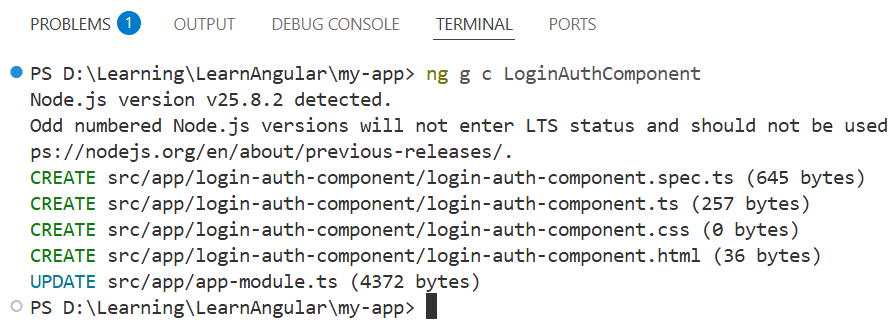 PROBLEMS 1 OUTPUT DEBUG CONSOLE TERMINAL PORTS
PS D:\Learning\LearnAngular\my-app> ng g c LoginAuthComponent
Node.js version v25.8.2 detected.
Odd numbered Node.js versions will not enter LTS status and should not be used
ps://nodejs.org/en/about/previous-releases/.
CREATE src/app/login-auth-component/login-auth-component.spec.ts (645 bytes)
CREATE src/app/login-auth-component/login-auth-component.ts (257 bytes)
CREATE src/app/login-auth-component/login-auth-component.css (0 bytes)
CREATE src/app/login-auth-component/login-auth-component.html (36 bytes)
UPDATE src/app/app-module.ts (4372 bytes)
PS D:\Learning\LearnAngular\my-app>